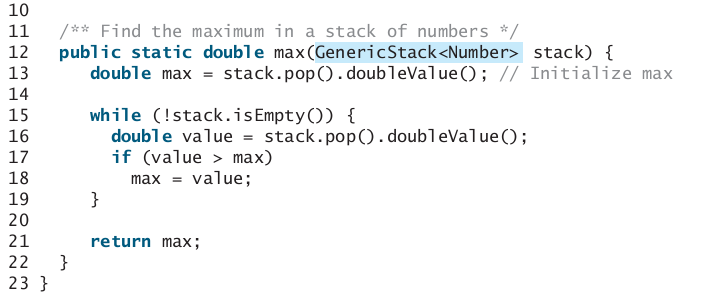 10
11 /** Find the maximum in a stack of numbers */
12 public static double max(GenericStack<Number> stack) {
13 double max = stack.pop().doubleValue(); // Initialize max
14
15 while (!stack.isEmpty()) {
16 double value = stack.pop().doubleValue();
17 if (value > max)
18 max = value;
19 }
20
21 return max;
22 }
23 }